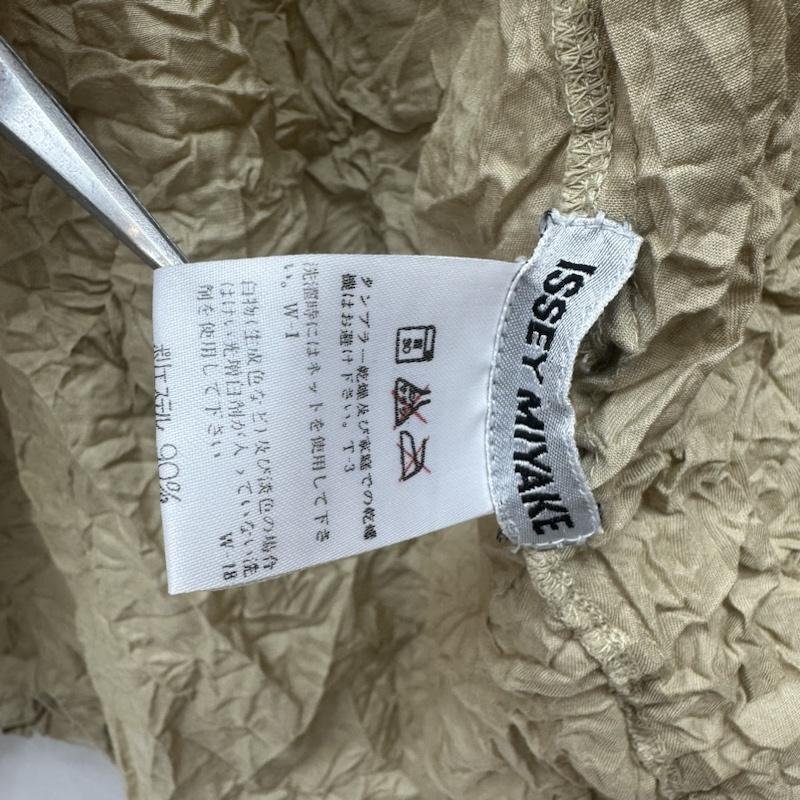 ISSEY MIYAKE
タンブラー乾燥及び家庭での乾燥
機はお避け下さい。T-3
洗濯時にはネットを使用して下さ
い。W-1
白物(生成色など)及び淡色の場合
はけい光増白剤が入っていない洗
剤を使用して下さい W-18
ポリエステル 90%